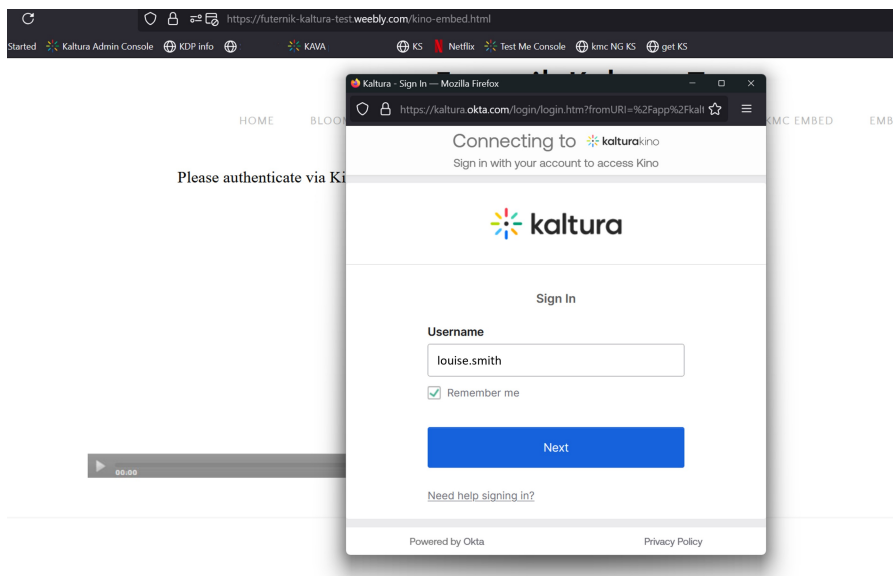 https://futernik-kaltura-test.weebly.com/kino-embed.html
Started Kaltura Admin Console KDP info KAVA KS Netflix Test Me Console kmc NG KS get KS
Kaltura - Sign In — Mozilla Firefox
https://kaltura.okta.com/login/login.htm?fromURI=%2Fapp%2Fkalt
HOME BLOOM KMC EMBED EMB
Connecting to kalturakino
Sign in with your account to access Kino
Please authenticate via Ki
kaltura
Sign In
Username
louise.smith
Remember me
Next
00:00
Need help signing in?
Powered by Okta Privacy Policy